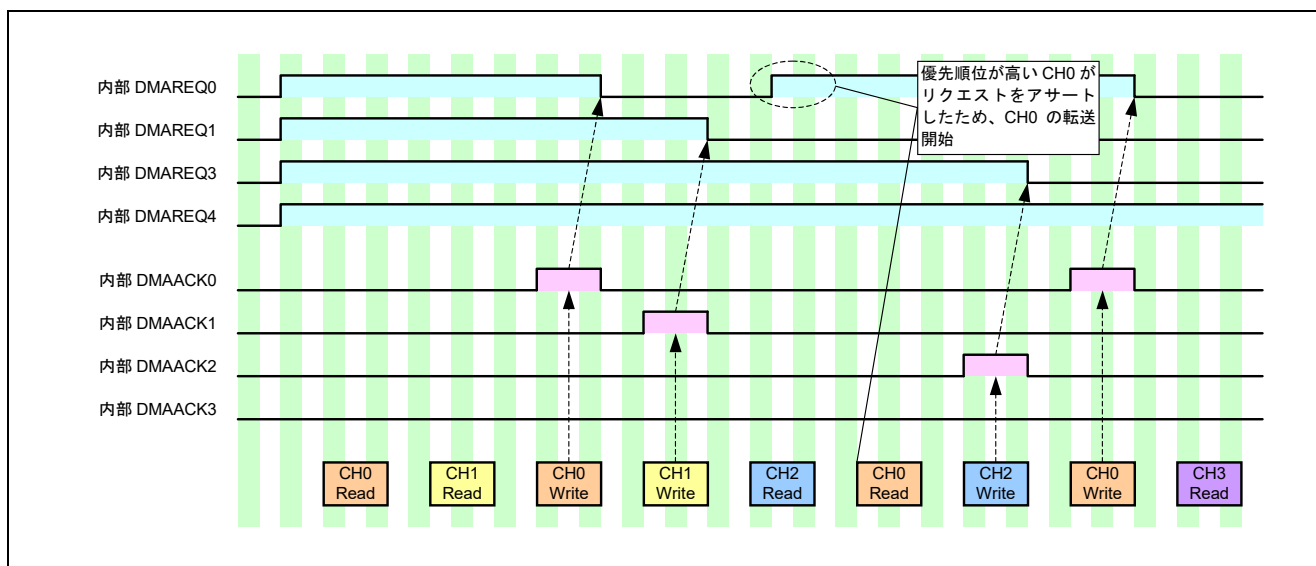 内部 DMAREQ0
優先順位が高い CH0 が
リクエストをアサート
したため、CH0 の転送
開始
内部 DMAREQ1
内部 DMAREQ3
内部 DMAREQ4
内部 DMAACK0
内部 DMAACK1
内部 DMAACK2
内部 DMAACK3
CH0 CH1 CH0 CH1 CH2 CH0 CH2 CH0 CH3
Read Read Write Write Read Read Write Write Read